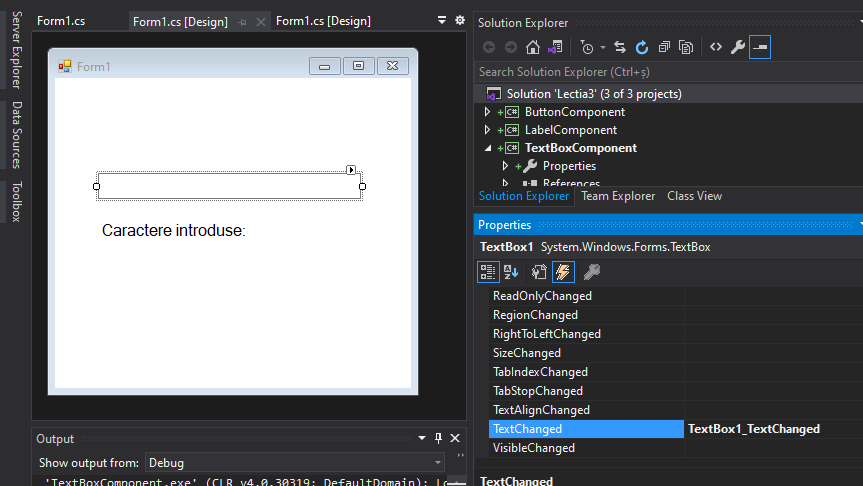 Form1.cs
Form1.cs [Design]
Form1.cs [Design]
Server Explorer
Data Sources
Toolbox
Form1
Caractere introduse:
Output
Show output from: Debug
'TextBoxComponent.exe' (CLR v4.0.30319: DefaultDomain):
Solution Explorer
Search Solution Explorer (Ctrl+ș)
Solution 'Lectia3' (3 of 3 projects)
ButtonComponent
LabelComponent
TextBoxComponent
Properties
References
Solution Explorer Team Explorer Class View
Properties
TextBox1 System.Windows.Forms.TextBox
ReadOnlyChanged
RegionChanged
RightToLeftChanged
SizeChanged
TabIndexChanged
TabStopChanged
TextAlignChanged
TextChanged TextBox1_TextChanged
VisibleChanged
TextChanged